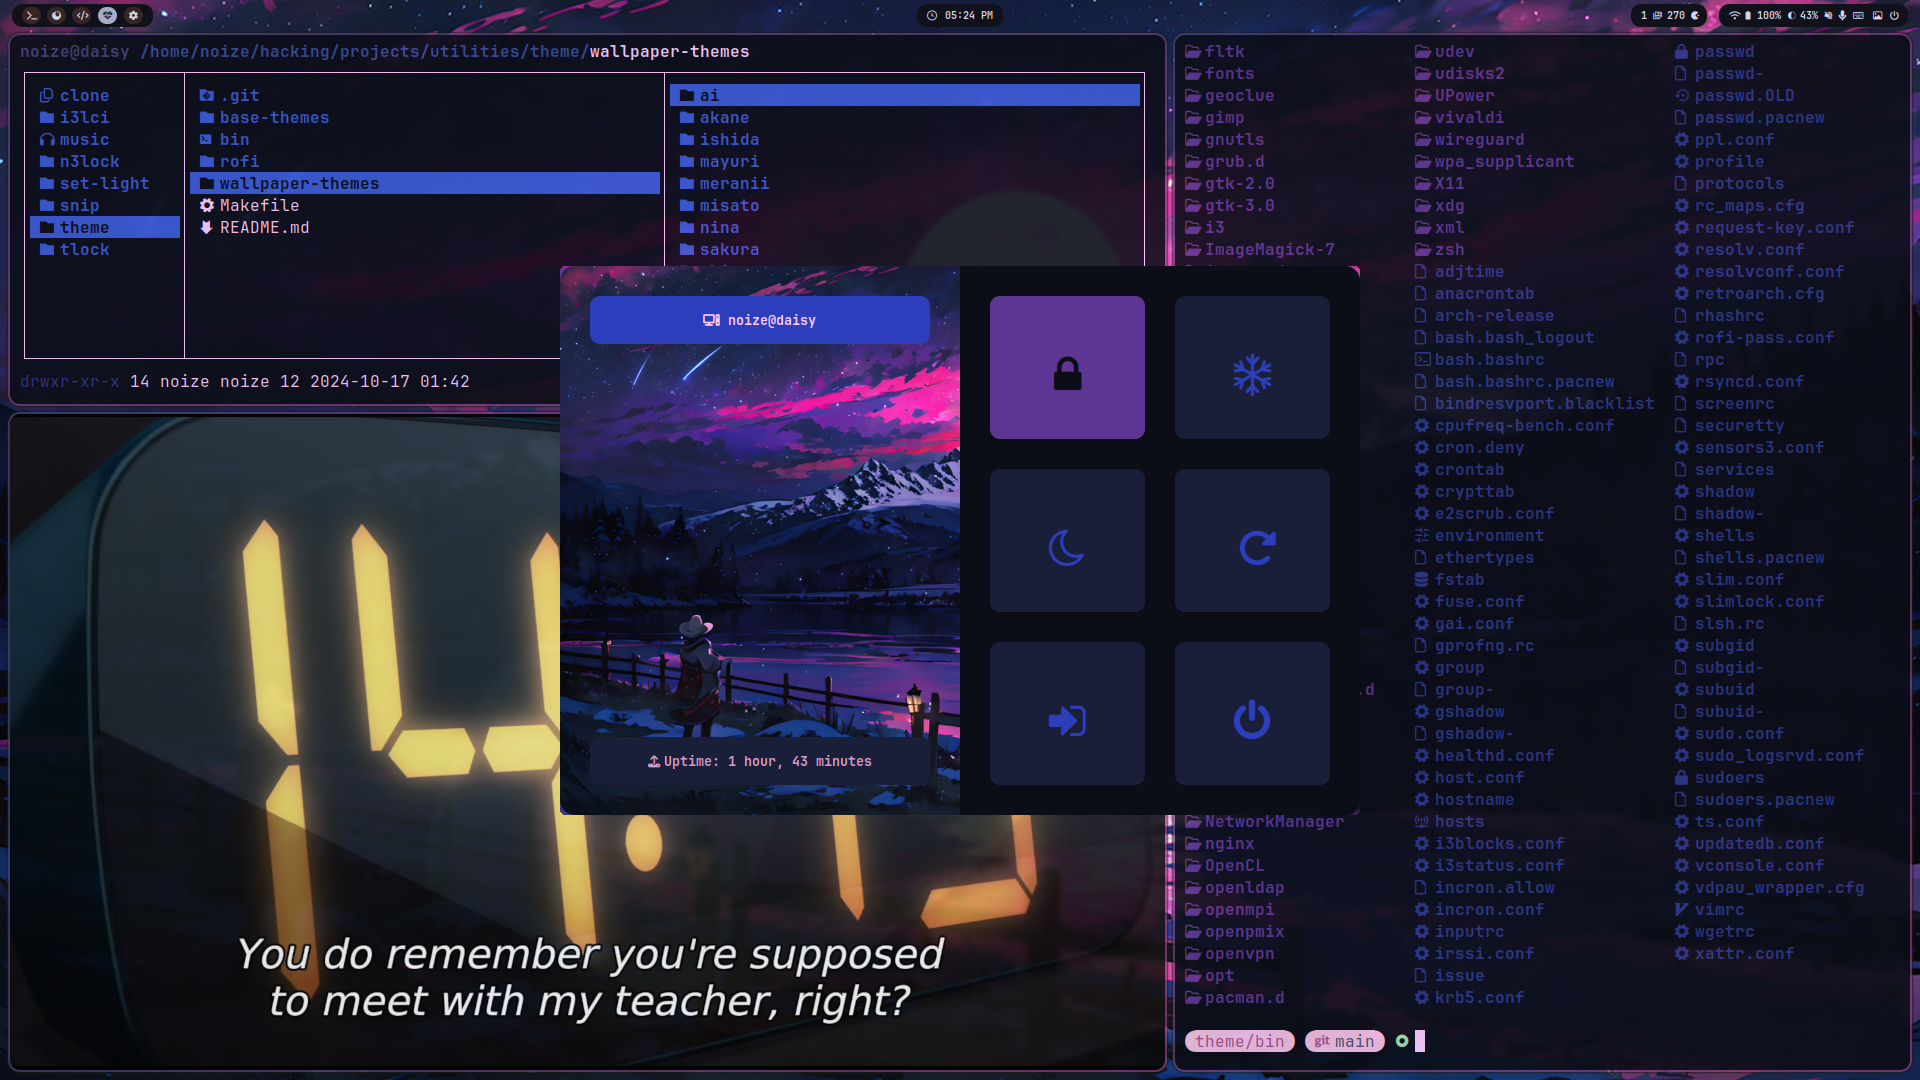 05:24 PM
1 270
100% 43%
noize@daisy /home/noize/hacking/projects/utilities/theme/wallpaper-themes
clone
i3lci
music
n3lock
set-light
snip
theme
tlock
.git
base-themes
bin
rofi
wallpaper-themes
Makefile
README.md
ai
akane
ishida
mayuri
meranii
misato
nina
sakura
drwxr-xr-x 14 noize noize 12 2024-10-17 01:42
noize@daisy
Uptime: 1 hour, 43 minutes
You do remember you're supposed
to meet with my teacher, right?
fltk
fonts
geoclue
gimp
gnutls
grub.d
gtk-2.0
gtk-3.0
i3
ImageMagick-7
.d
NetworkManager
nginx
OpenCL
openldap
openmpi
openpmix
openvpn
opt
pacman.d
udev
udisks2
UPower
vivaldi
wireguard
wpa_supplicant
X11
xdg
xml
zsh
adjtime
anacrontab
arch-release
bash.bash_logout
bash.bashrc
bash.bashrc.pacnew
bindresvport.blacklist
cpufreq-bench.conf
cron.deny
crontab
crypttab
e2scrub.conf
environment
ethertypes
fstab
fuse.conf
gai.conf
gprofng.rc
group
group-
gshadow
gshadow-
healthd.conf
host.conf
hostname
hosts
i3blocks.conf
i3status.conf
incron.allow
incron.conf
inputrc
irssi.conf
issue
krb5.conf
passwd
passwd-
passwd.OLD
passwd.pacnew
ppl.conf
profile
protocols
rc_maps.cfg
request-key.conf
resolv.conf
resolvconf.conf
retroarch.cfg
rhashrc
rofi-pass.conf
rpc
rsyncd.conf
screenrc
securetty
sensors3.conf
services
shadow
shadow-
shells
shells.pacnew
slim.conf
slimlock.conf
slsh.rc
subgid
subgid-
subuid
subuid-
sudo.conf
sudo_logsrvd.conf
sudoers
sudoers.pacnew
ts.conf
updatedb.conf
vconsole.conf
vdpau_wrapper.cfg
vimrc
wgetrc
xattr.conf
theme/bin git main